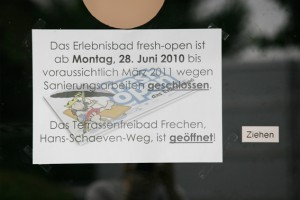 Das Erlebnisbad fresh-open ist
ab Montag, 28. Juni 2010 bis
voraussichtlich März 2011 wegen
Sanierungsarbeiten geschlossen.
Das Terrassenfreibad Frechen,
Hans-Schaeven-Weg, ist geöffnet!
Ziehen